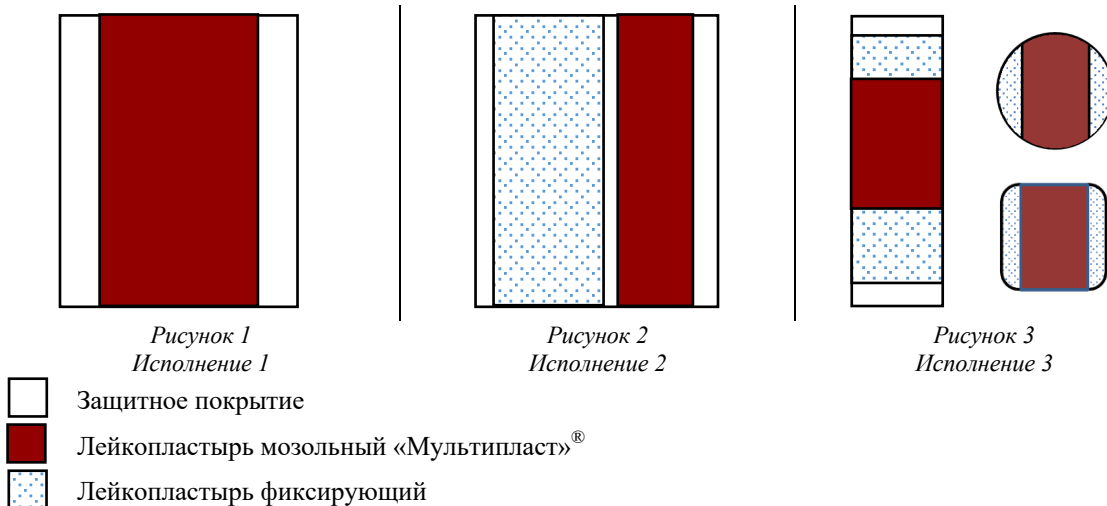 Рисунок 1
Исполнение 1
Рисунок 2
Исполнение 2
Рисунок 3
Исполнение 3
Защитное покрытие
Лейкопластырь мозольный «Мультипласт»®
Лейкопластырь фиксирующий